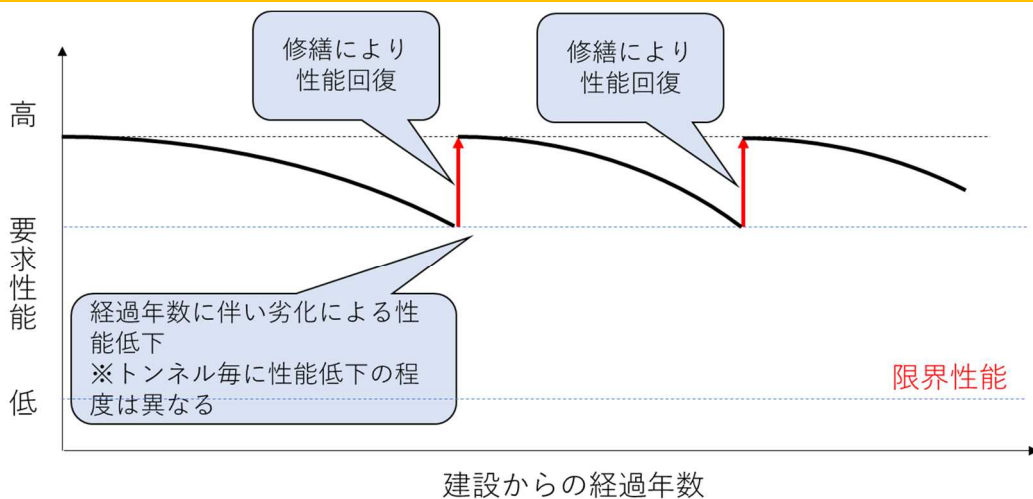 修繕により
性能回復
修繕により
性能回復
高
要求性能
低
経過年数に伴い劣化による性
能低下
※トンネル毎に性能低下の程
度は異なる
限界性能
建設からの経過年数